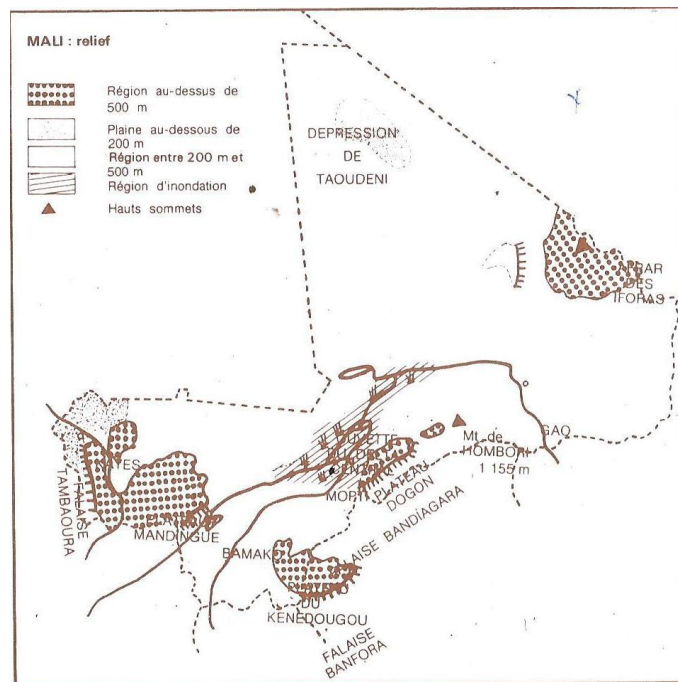 MALI : relief
Région au-dessus de
500 m
Plaine au-dessous de
200 m
Région entre 200 m et
500 m
Région d'inondation
Hauts sommets
DEPRESSION
DE
TAOUDENI
DES
IFORAS
GAO
Mt. de
HOMBORI
1 155 m
MOPTI
PLATEAU
DOGON
FALAISE
TAMBAOURA
MANDINGUE
BAMAKO
FALAISE BANDIAGARA
DU
KENEDOUGOU
FALAISE
BANFORA